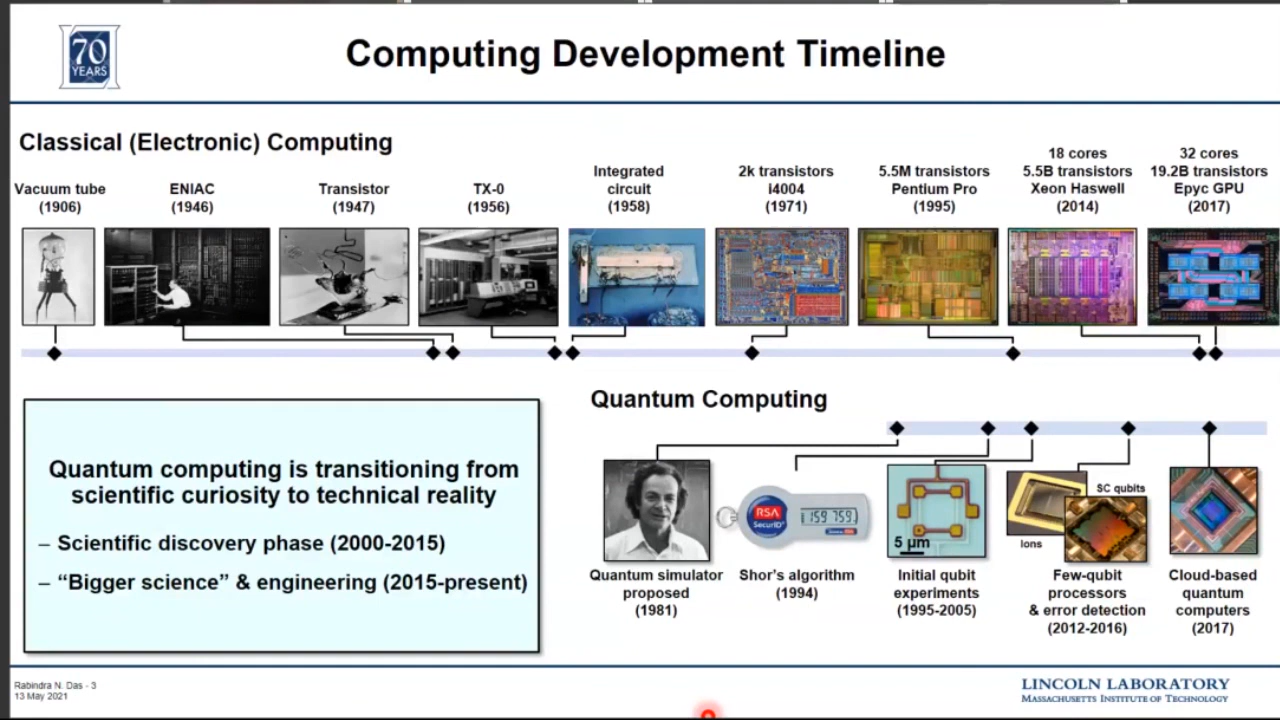 70
YEARS
Computing Development Timeline
Classical (Electronic) Computing
Vacuum tube
(1906)
ENIAC
(1946)
Transistor
(1947)
TX-0
(1956)
Integrated
circuit
(1958)
2k transistors
i4004
(1971)
5.5M transistors
Pentium Pro
(1995)
18 cores
5.5B transistors
Xeon Haswell
(2014)
32 cores
19.2B transistors
Epyc GPU
(2017)
Quantum computing is transitioning from
scientific curiosity to technical reality
– Scientific discovery phase (2000-2015)
– “Bigger science” & engineering (2015-present)
Quantum Computing
RSA
SecurID
159 759
5 µm
SC qubits
Ions
Quantum simulator
proposed
(1981)
Shor’s algorithm
(1994)
Initial qubit
experiments
(1995-2005)
Few-qubit
processors
& error detection
(2012-2016)
Cloud-based
quantum
computers
(2017)
Rabindra N. Das - 3
13 May 2021
LINCOLN LABORATORY
MASSACHUSETTS INSTITUTE OF TECHNOLOGY